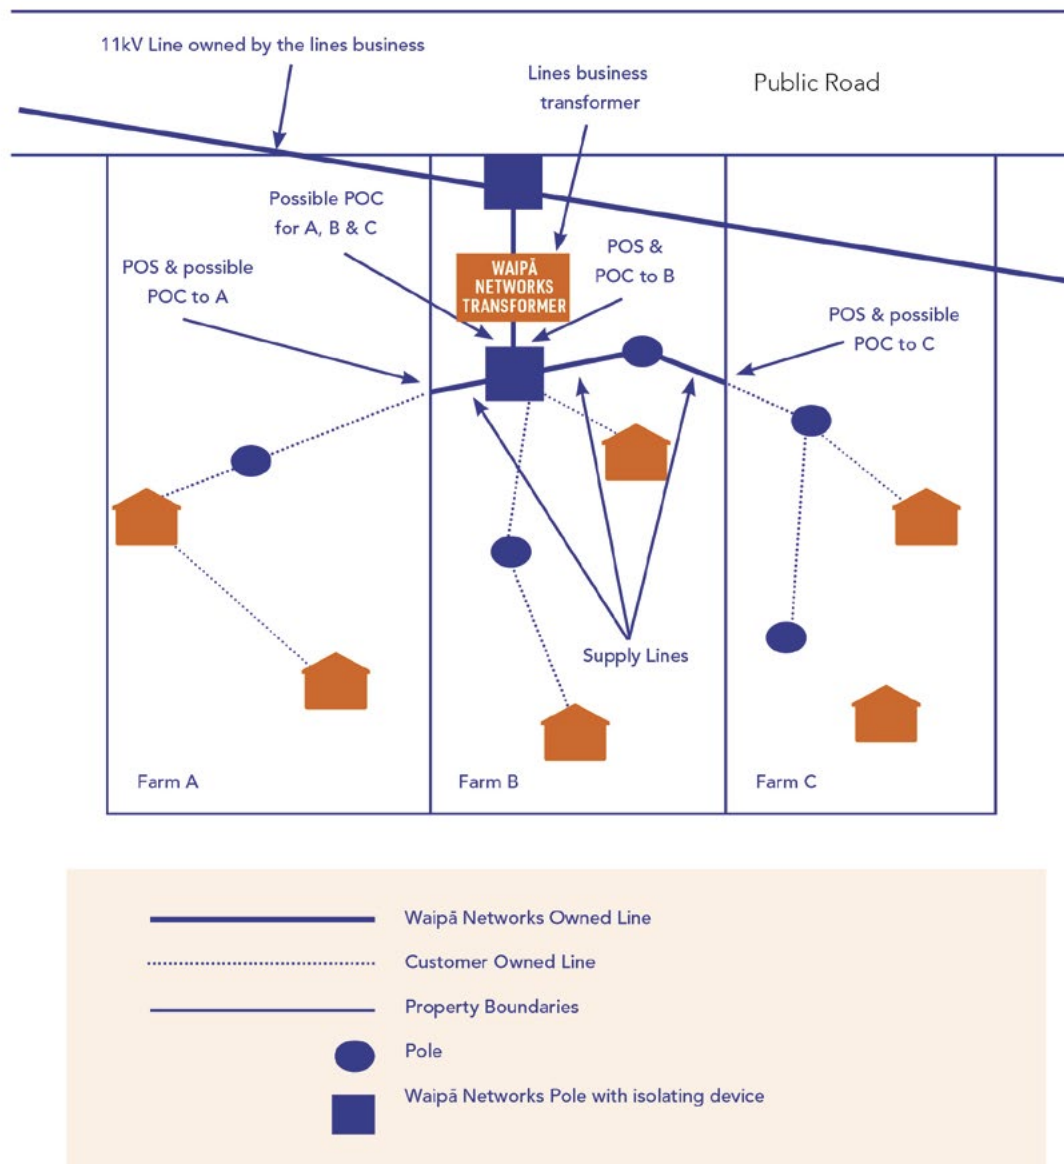 11kV Line owned by the lines business
Lines business
transformer
Public Road
Possible POC
for A, B & C
POS &
POC to B
POS & possible
POC to A
WAIPĀ
NETWORKS
TRANSFORMER
POS & possible
POC to C
Supply Lines
Farm A
Farm B
Farm C
Waipā Networks Owned Line
Customer Owned Line
Property Boundaries
Pole
Waipā Networks Pole with isolating device